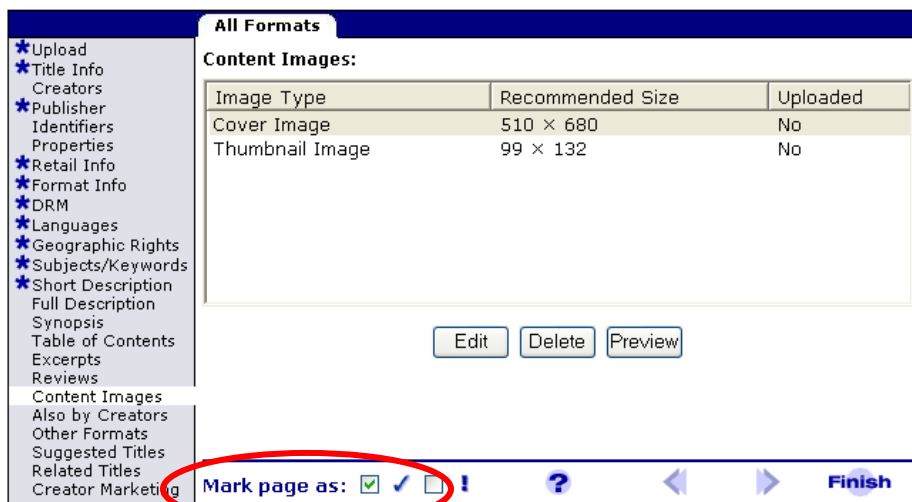 All Formats
*Upload
*Title Info
Creators
*Publisher
Identifiers
Properties
*Retail Info
*Format Info
*DRM
*Languages
*Geographic Rights
*Subjects/Keywords
*Short Description
Full Description
Synopsis
Table of Contents
Excerpts
Reviews
Content Images
Also by Creators
Other Formats
Suggested Titles
Related Titles
Creator Marketing
Content Images:
Image Type Recommended Size Uploaded
Cover Image 510 × 680 No
Thumbnail Image 99 × 132 No
Edit Delete Preview
Mark page as: ✓ ! ? Finish